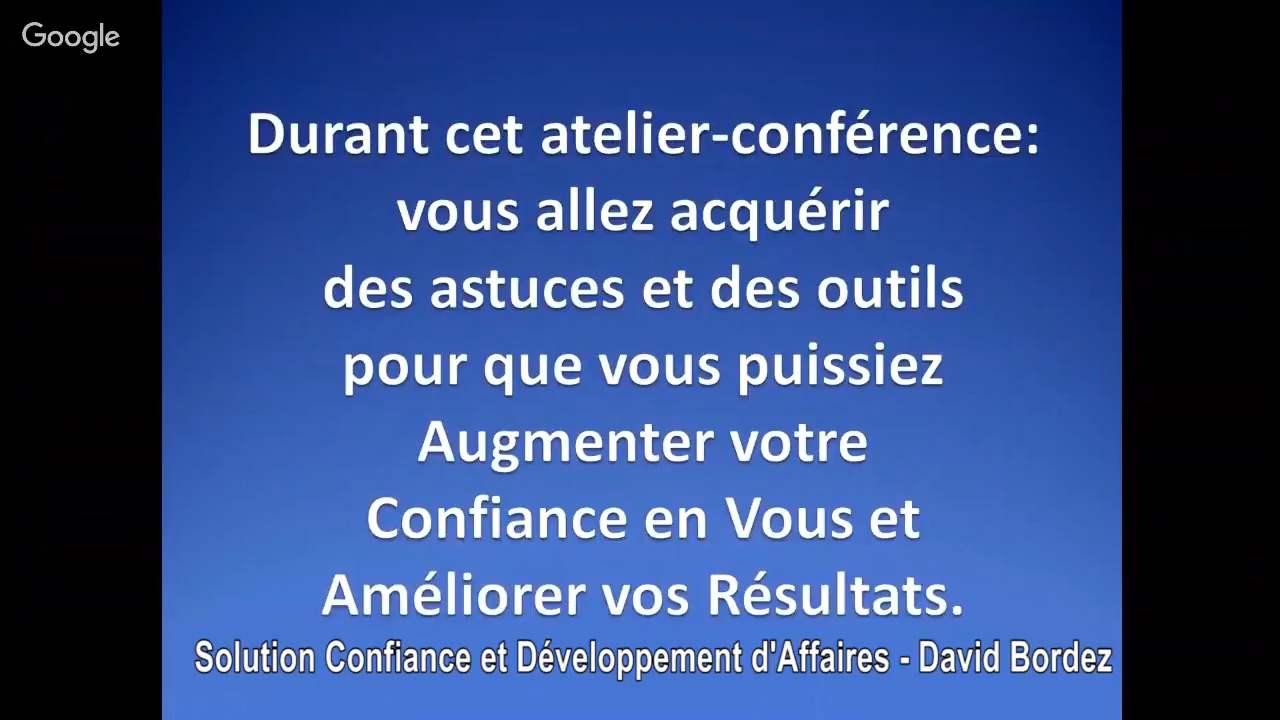 Google
Durant cet atelier-conférence:
vous allez acquérir
des astuces et des outils
pour que vous puissiez
Augmenter votre
Confiance en Vous et
Améliorer vos Résultats.
Solution Confiance et Développement d'Affaires - David Bordez